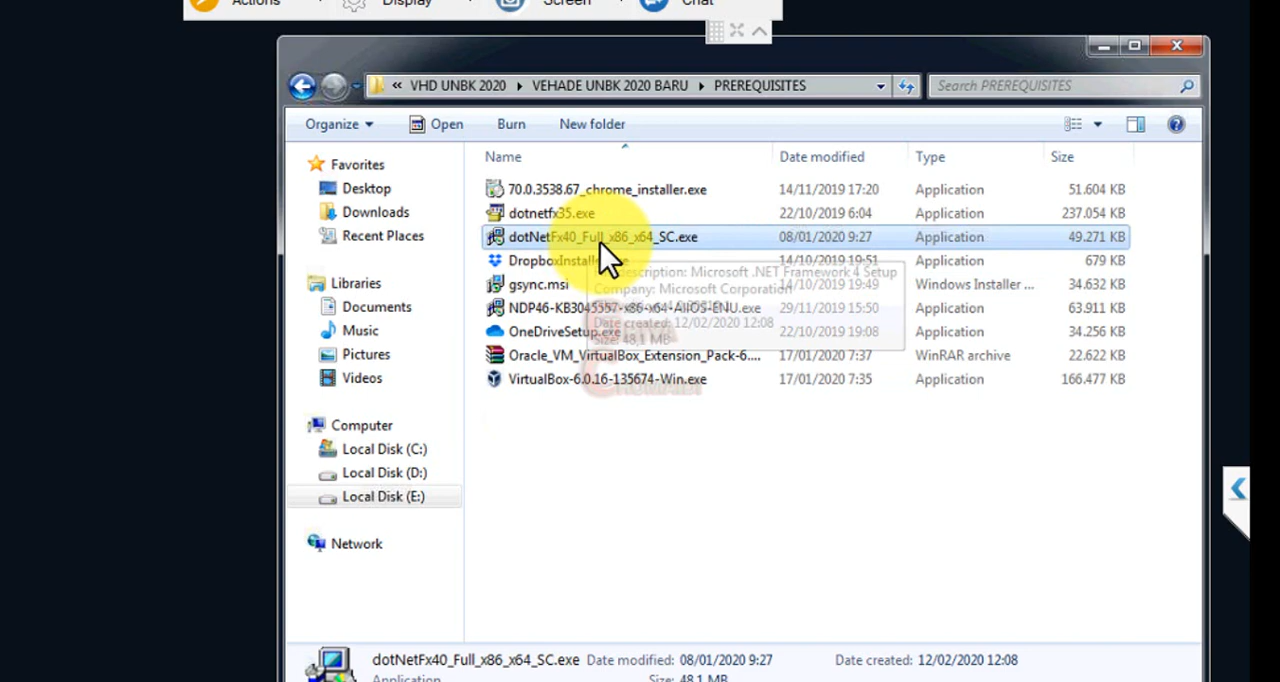 Actions Display Screen Chat
« VHD UNBK 2020 VEHADE UNBK 2020 BARU PREREQUISITES Search PREREQUISITES
Organize Open Burn New folder
Name Date modified Type Size
Favorites
Desktop
Downloads
Recent Places
Libraries
Documents
Music
Pictures
Videos
Computer
Local Disk (C:)
Local Disk (D:)
Local Disk (E:)
Network
70.0.3538.67_chrome_installer.exe 14/11/2019 17:20 Application 51.604 KB
dotnetfx35.exe 22/10/2019 6:04 Application 237.054 KB
dotNetFx40_Full_x86_x64_SC.exe 08/01/2020 9:27 Application 49.271 KB
14/10/2019 19:51 Application 679 KB
gsync.msi 14/10/2019 19:49 Windows Installer ... 34.632 KB
NDP46-KB3045557-x86-x64-AllOS-ENU.exe 29/11/2019 15:50 Application 63.911 KB
OneDriveSetup.exe 22/10/2019 19:08 Application 34.256 KB
Oracle_VM_VirtualBox_Extension_Pack-6.... 17/01/2020 7:37 WinRAR archive 22.622 KB
VirtualBox-6.0.16-135674-Win.exe 17/01/2020 7:35 Application 166.477 KB
description: Microsoft .NET Framework 4 Setup
Company: Microsoft Corporation
Date created: 12/02/2020 12:08
Size: 48,1 MB
dotNetFx40_Full_x86_x64_SC.exe Date modified: 08/01/2020 9:27 Date created: 12/02/2020 12:08
Application Size: 48,1 MB